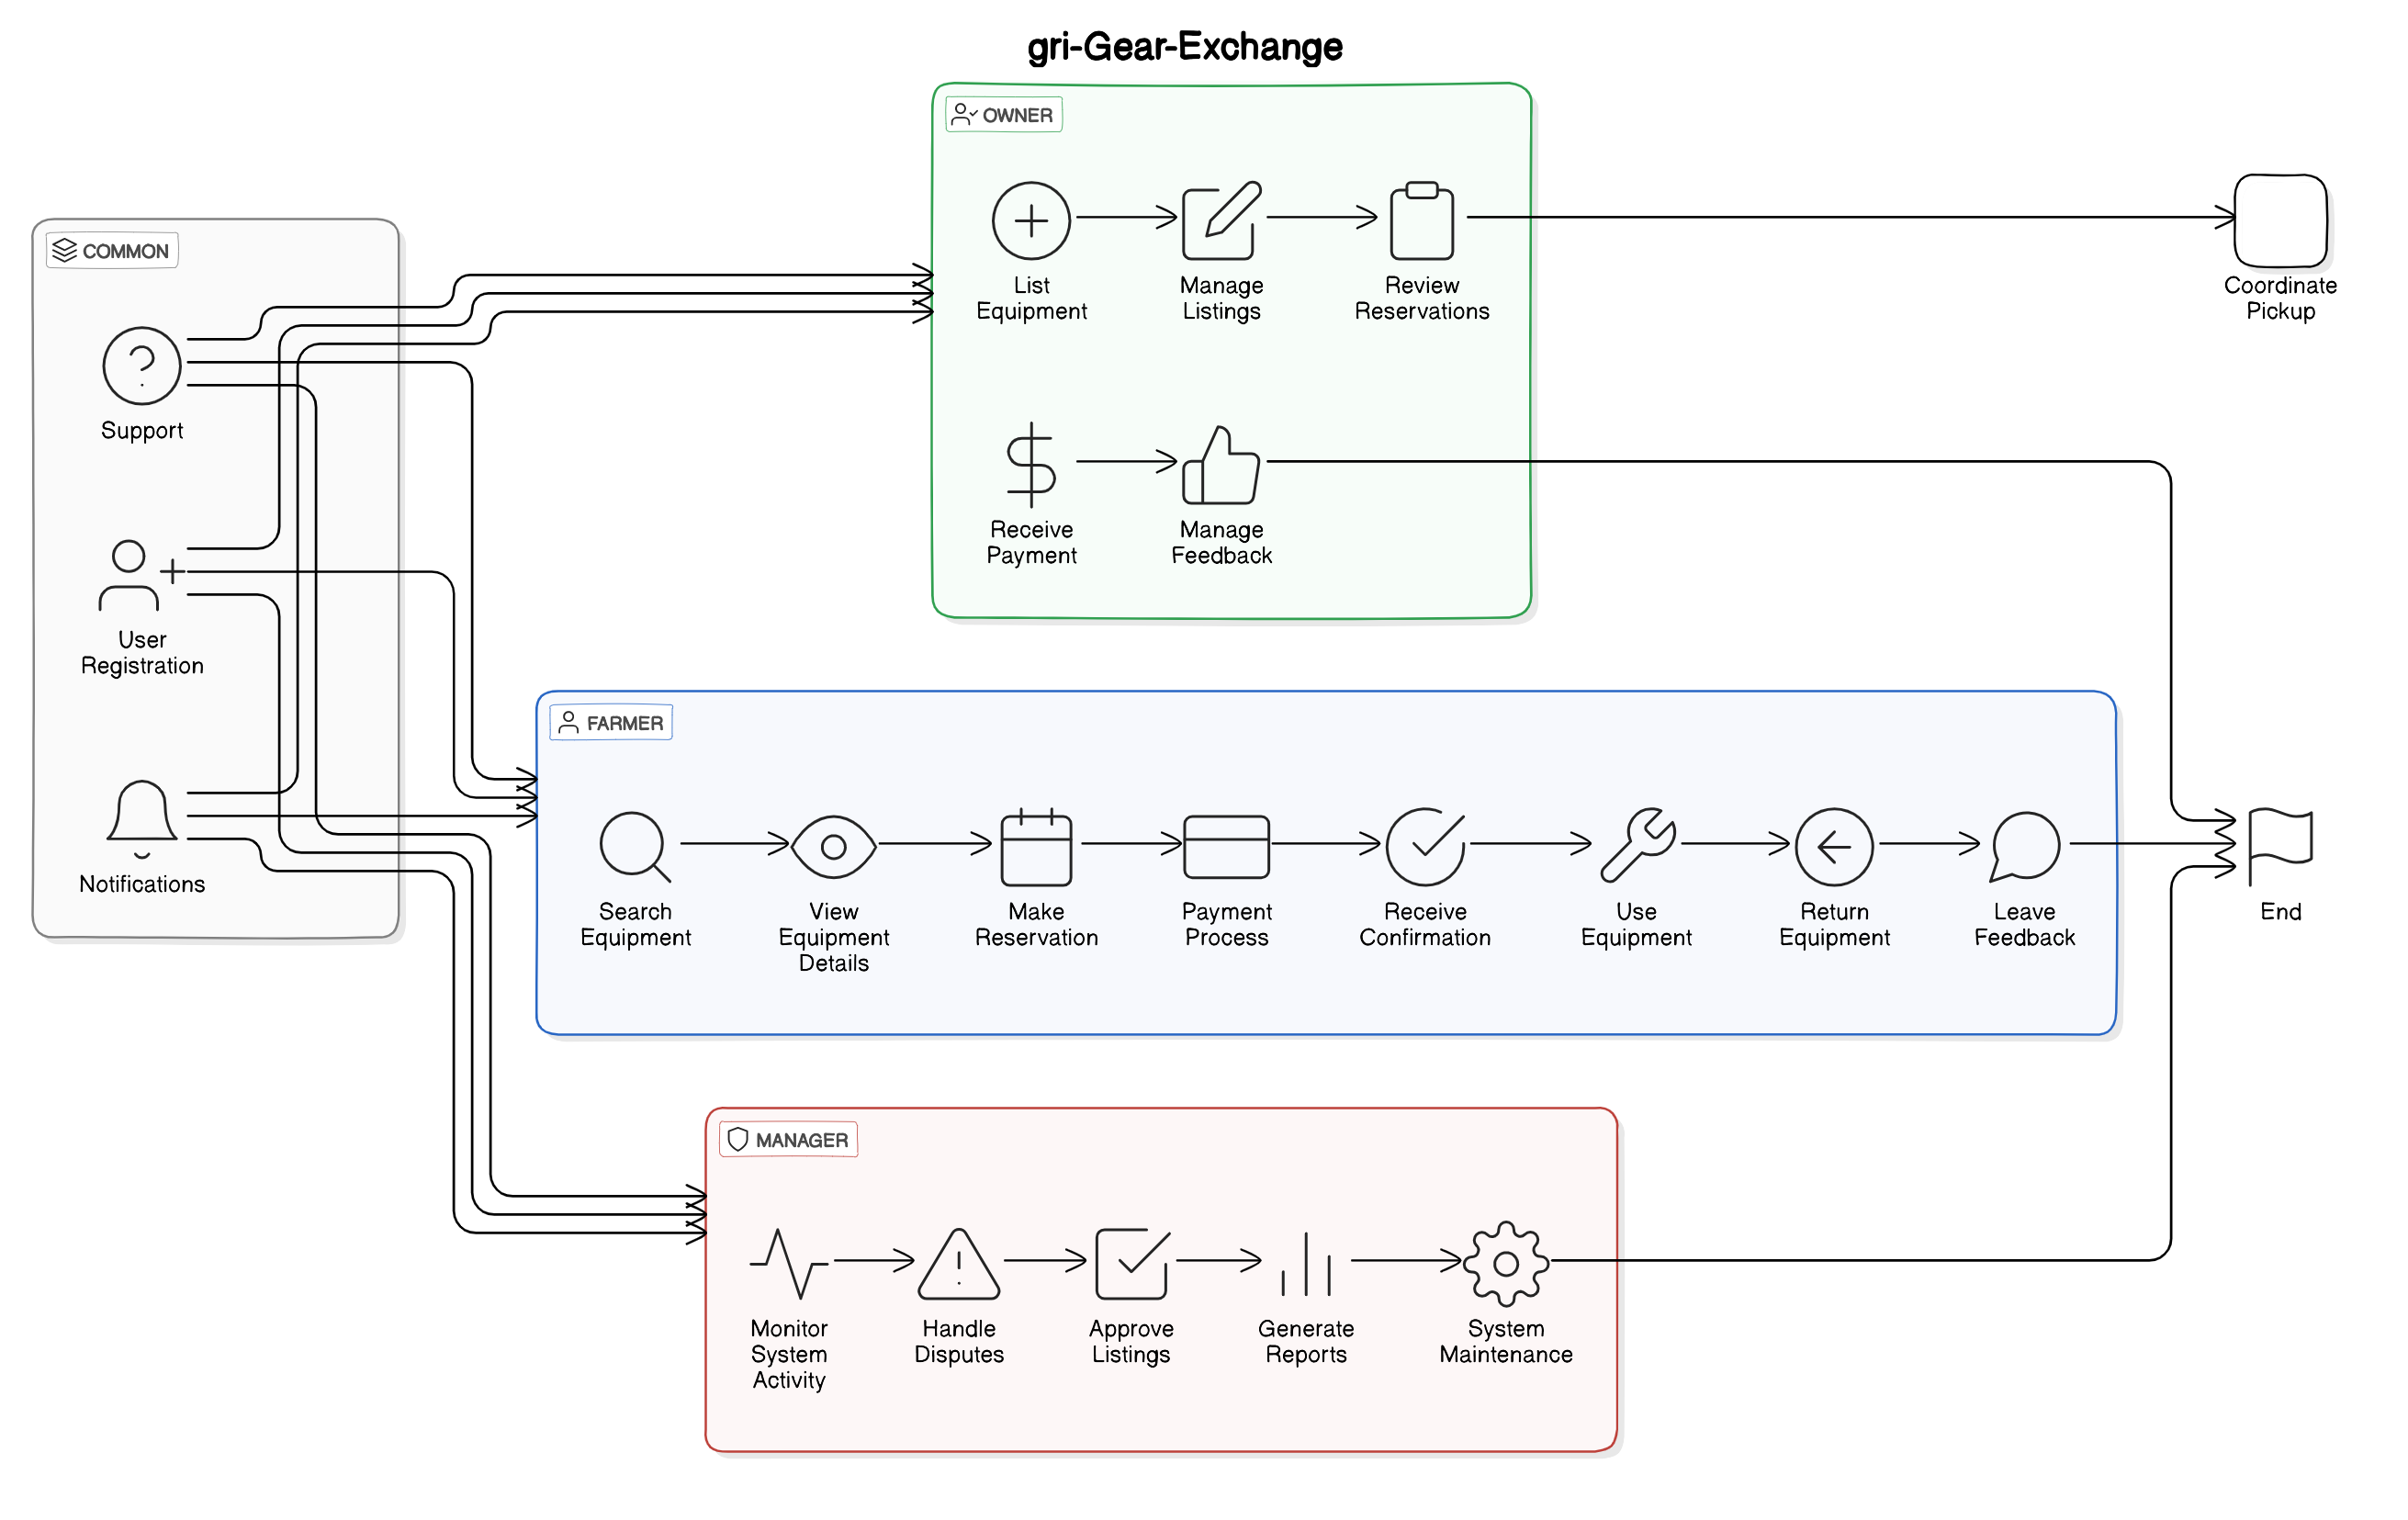 gri-Gear-Exchange
OWNER
List
Equipment
Manage
Listings
Review
Reservations
Coordinate
Pickup
Receive
Payment
Manage
Feedback
COMMON
Support
User
Registration
Notifications
FARMER
Search
Equipment
View
Equipment
Details
Make
Reservation
Payment
Process
Receive
Confirmation
Use
Equipment
Return
Equipment
Leave
Feedback
End
MANAGER
Monitor
System
Activity
Handle
Disputes
Approve
Listings
Generate
Reports
System
Maintenance